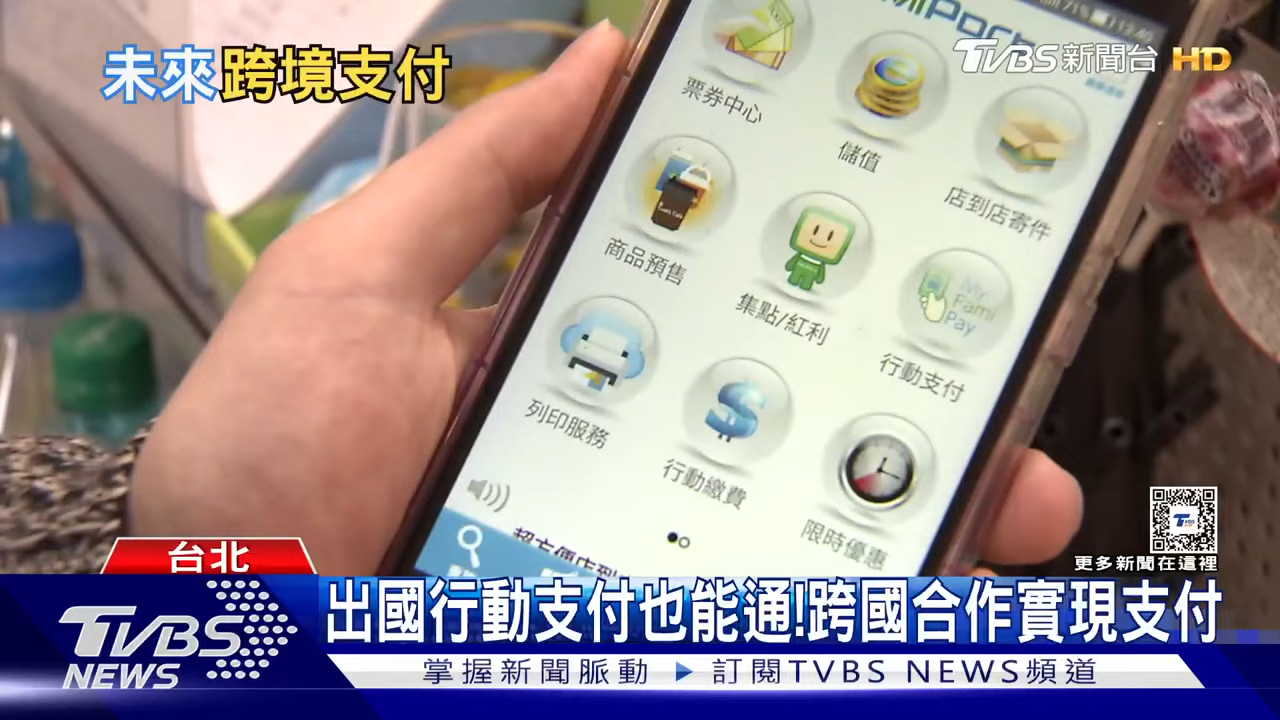 未來跨境支付
TVBS新聞台 HD
71%
票券中心
儲值
店到店寄件
商品預售
集點/紅利
My Fami Pay
行動支付
列印服務
行動繳費
限時優惠
更多新聞在這裡
台北
出國行動支付也能通!跨國合作實現支付
TVBS NEWS
掌握新聞脈動 ▶ 訂閱TVBS NEWS頻道